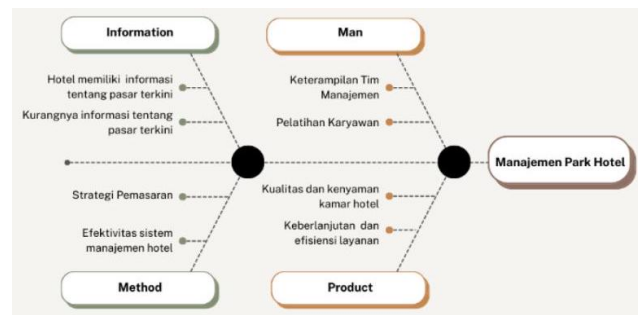 Information
Man
Hotel memiliki informasi
tentang pasar terkini
Kurangnya informasi tentang
pasar terkini
Keterampilan Tim
Manajemen
Pelatihan Karyawan
Manajemen Park Hotel
Strategi Pemasaran
Efektivitas sistem
manajemen hotel
Kualitas dan kenyaman
kamar hotel
Keberlanjutan dan
efisiensi layanan
Method
Product